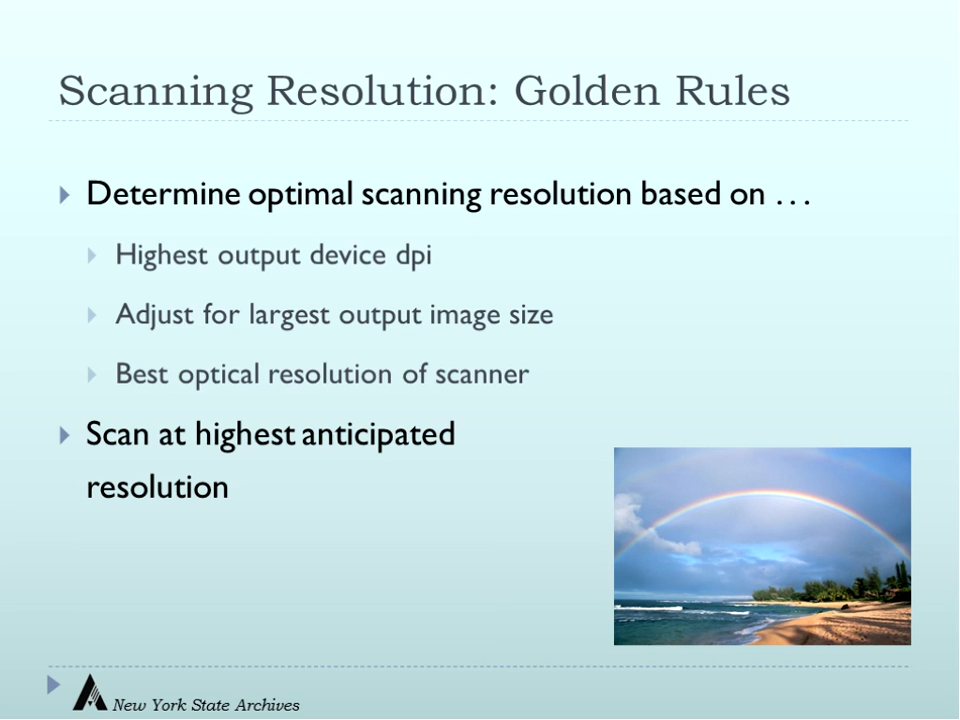 Scanning Resolution: Golden Rules
Determine optimal scanning resolution based on . . .
Highest output device dpi
Adjust for largest output image size
Best optical resolution of scanner
Scan at highest anticipated
resolution
New York State Archives